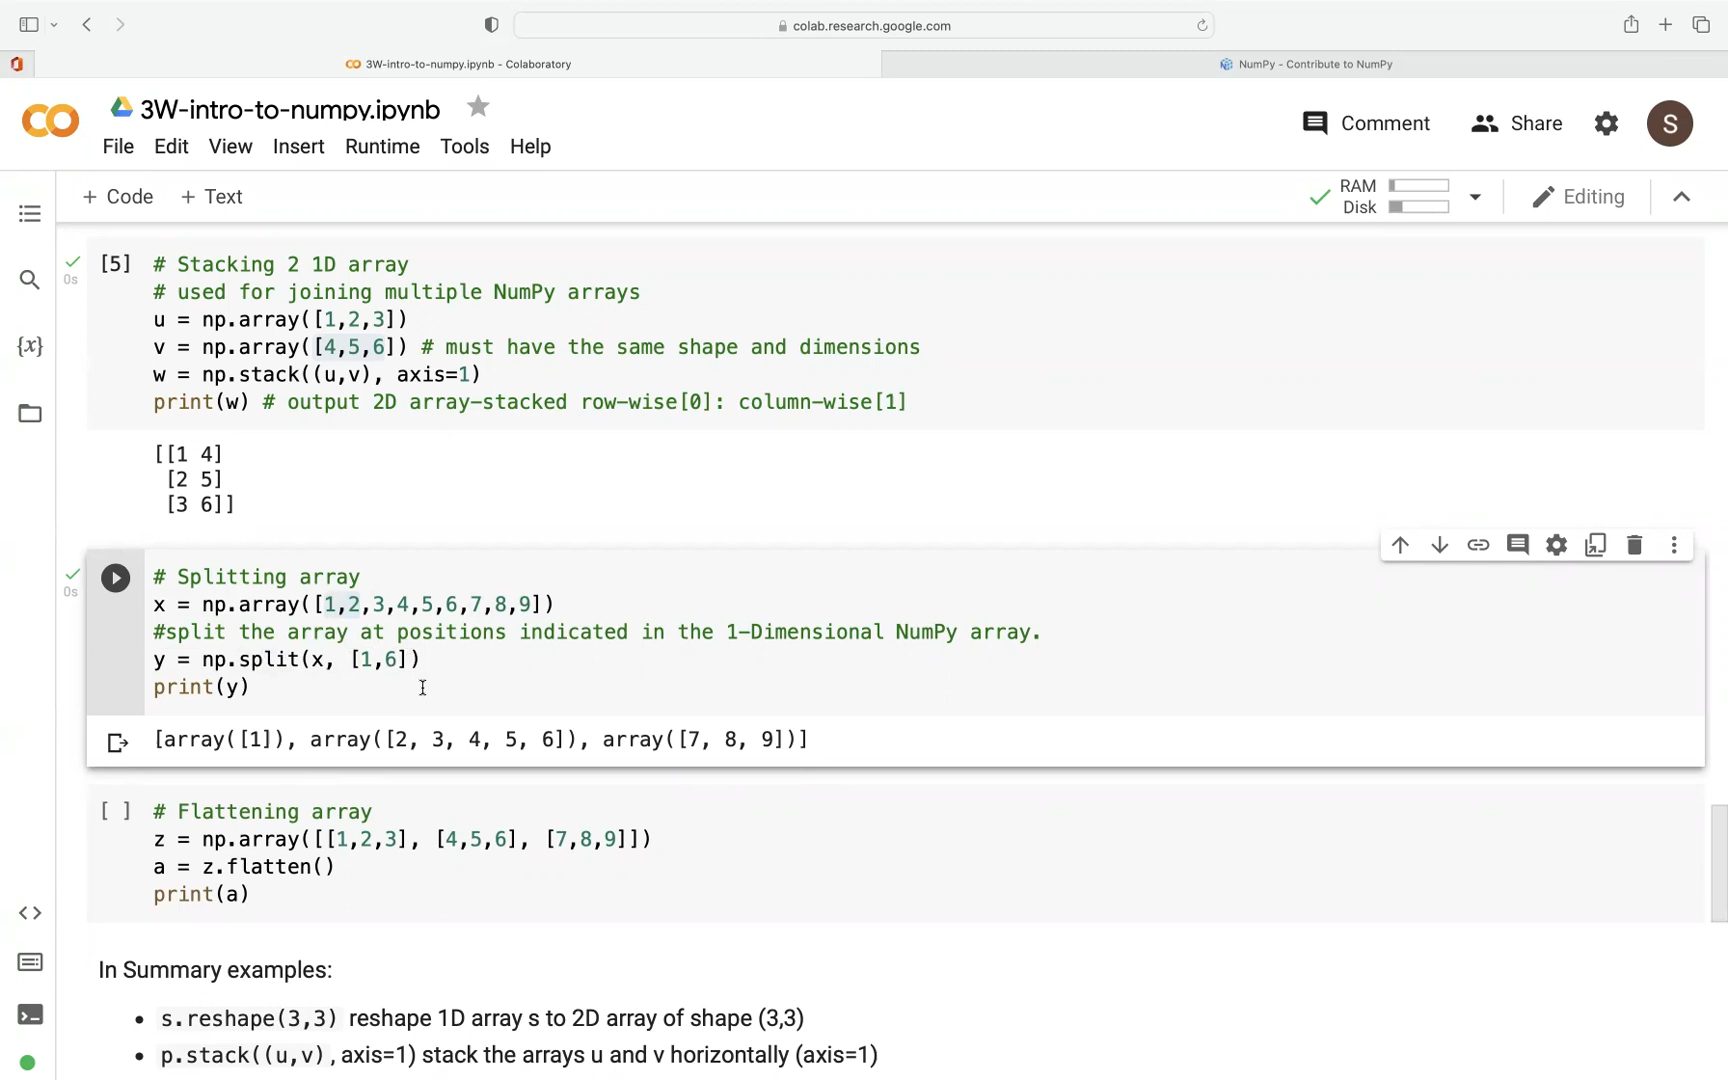 colab.research.google.com
3W-intro-to-numpy.ipynb - Colaboratory
NumPy - Contribute to NumPy
3W-intro-to-numpy.ipynb
Comment
Share
S
File Edit View Insert Runtime Tools Help
+ Code + Text
RAM
Disk
Editing
[5] # Stacking 2 1D array
0s
# used for joining multiple NumPy arrays
u = np.array([1,2,3])
v = np.array([4,5,6]) # must have the same shape and dimensions
w = np.stack((u,v), axis=1)
print(w) # output 2D array-stacked row-wise[0]: column-wise[1]
[[1 4]
[2 5]
[3 6]]
# Splitting array
0s
x = np.array([1,2,3,4,5,6,7,8,9])
#split the array at positions indicated in the 1-Dimensional NumPy array.
y = np.split(x, [1,6])
print(y)
[array([1]), array([2, 3, 4, 5, 6]), array([7, 8, 9])]
[ ] # Flattening array
z = np.array([[1,2,3], [4,5,6], [7,8,9]])
a = z.flatten()
print(a)
In Summary examples:
• s.reshape(3,3) reshape 1D array s to 2D array of shape (3,3)
• p.stack((u,v), axis=1) stack the arrays u and v horizontally (axis=1)
{x}